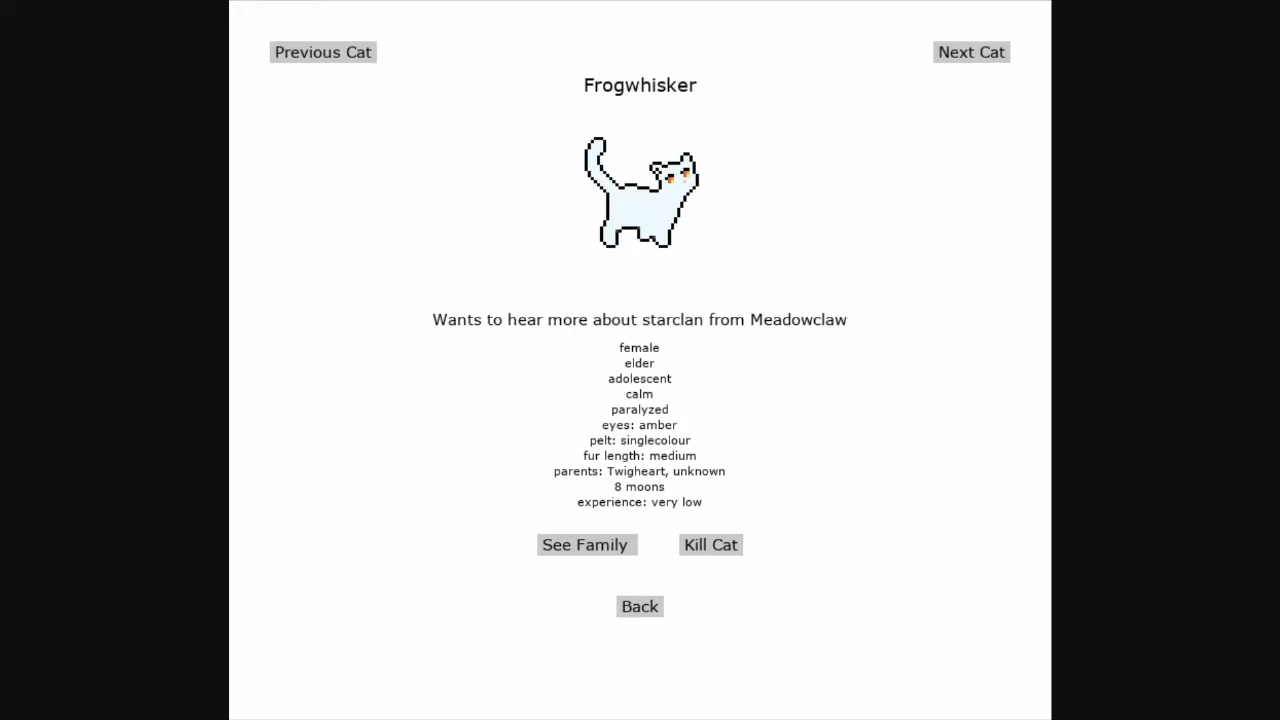 Previous Cat
Next Cat
Frogwhisker
Wants to hear more about starclan from Meadowclaw
female
elder
adolescent
calm
paralyzed
eyes: amber
pelt: singlecolour
fur length: medium
parents: Twigheart, unknown
8 moons
experience: very low
See Family
Kill Cat
Back